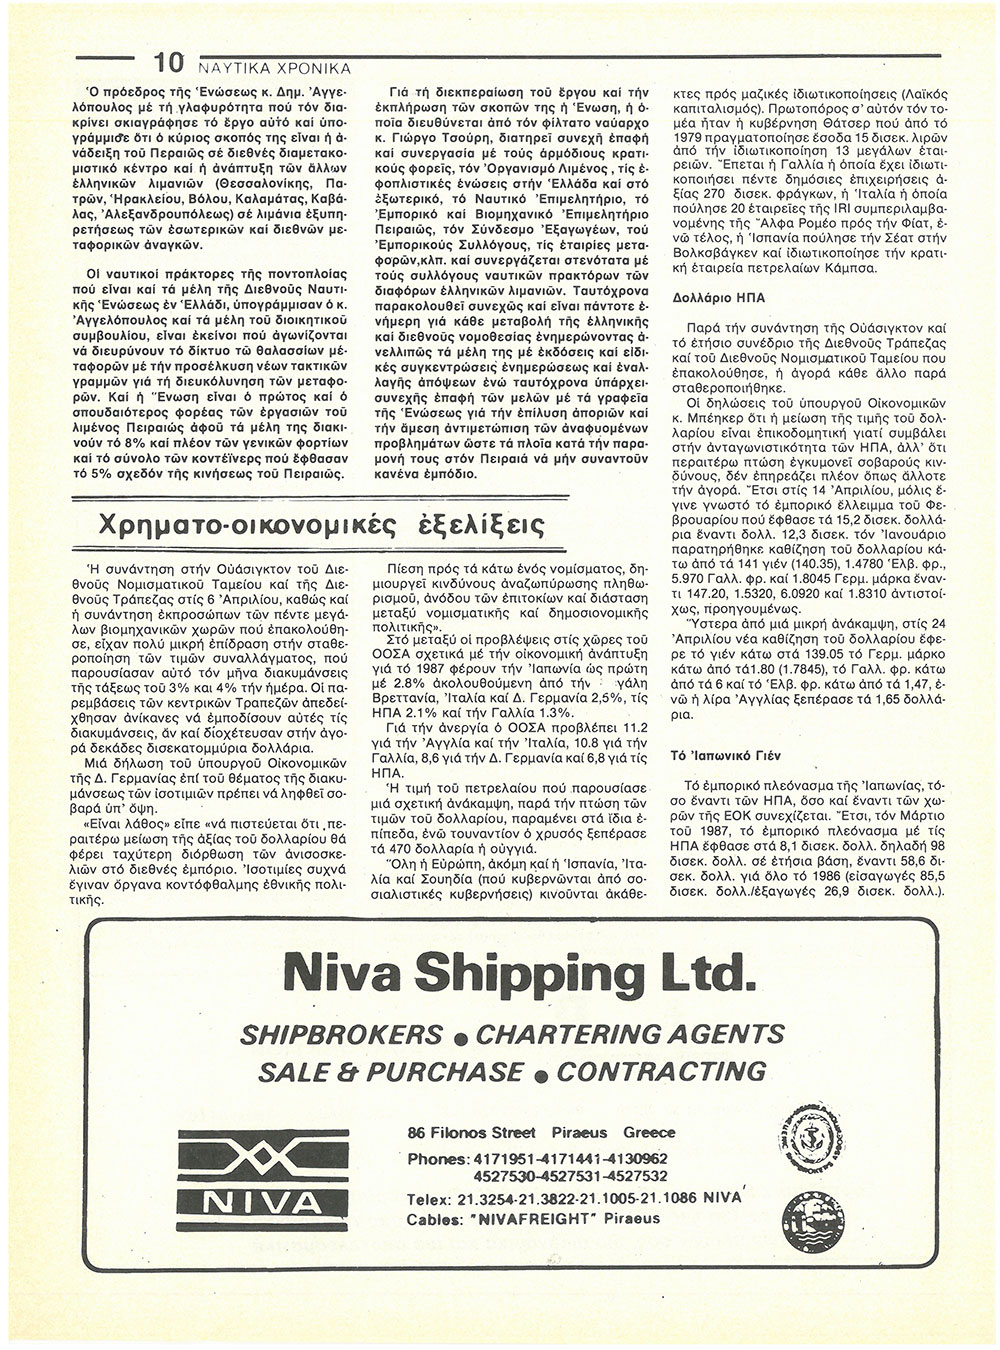 10 ΝΑΥΤΙΚΑ ΧΡΟΝΙΚΑ
Ὁ πρόεδρος τῆς Ἑνώσεως κ. Δημ. Ἀγγε-
λόπουλος μέ τή γλαφυρότητα πού τόν δια-
κρίνει σκιαγράφησε τό ἔργο αὐτό καί ὑπο-
γράμμισε ὅτι ὁ κύριος σκοπός της εἶναι ἡ ἀ-
νάδειξη τοῦ Περαιῶς σέ διεθνές διαμετακο-
μιστικό κέντρο καί ἡ ἀνάπτυξη τῶν ἄλλων
ἑλληνικῶν λιμανιῶν (Θεσσαλονίκης, Πα-
τρῶν, Ἡρακλείου, Βόλου, Καλαμάτας, Καβά-
λας, Ἀλεξανδρουπόλεως) σέ λιμάνια ἐξυπη-
ρετήσεως τῶν ἐσωτερικῶν καί διεθνῶν με-
ταφορικῶν ἀναγκῶν.
Οἱ ναυτικοί πράκτορες τῆς ποντοπλοίας
πού εἶναι καί τά μέλη τῆς Διεθνοῦς Ναυτι-
κῆς Ἑνώσεως ἐν Ἑλλάδι, ὑπογράμμισαν ὁ κ.
Ἀγγελόπουλος καί τά μέλη τοῦ διοικητικοῦ
συμβουλίου, εἶναι ἐκείνοι πού ἀγωνίζονται
νά διευρύνουν τό δίκτυο τῶ θαλασσίων μέ-
ταφορῶν μέ τήν προσέλκυση νέων τακτικῶν
γραμμῶν γιά τή διευκόλυνηση τῶν μεταφο-
ρῶν. Καί ἡ Ἕνωση εἶναι ὁ πρῶτος καί ὁ
σπουδαιότερος φορέας τῶν ἐργασιῶν τοῦ
λιμένος Πειραιῶς ἀφοῦ τά μέλη της διακι-
νοῦν τό 8% καί πλέον τῶν γενικῶν φορτίων
καί τό σύνολο τῶν κοντέϊνερς πού ἔφθασαν
τό 5% σχεδόν τῆς κινήσεως τοῦ Πειραιῶς.
Γιά τή διεκπεραίωση τοῦ ἔργου καί τήν
ἐκπλήρωση τῶν σκοπῶν της ἡ Ἕνωση, ἡ ὁ-
ποῖα διευθύνεται ἀπό τόν φίλτατο ναύαρχο
κ. Γιώργο Τσούρη, διατηρεῖ συνεχή ἐπαφή
καί συνεργασία μέ τούς ἁρμόδιους κρατι-
κούς φορεῖς, τόν Ὀργανισμό Λιμένος, τίς ἐ-
φοπλιστικές ἑνώσεις στήν Ἑλλάδα καί στό
ἐξωτερικό, τό Ναυτικό Ἐπιμελητήριο, τό
Ἐμπορικό καί Βιομηχανικό Ἐπιμελητήριο
Πειραιῶς, τόν Σύνδεσμο Ἐξαγωγέων, τού
Ἐμπορικούς Συλλόγους, τίς ἑταιρίες μετα-
φορῶν,κλπ. καί συνεργάζεται στενότατα μέ
τούς συλλόγους ναυτικῶν πρακτόρων τῶν
διαφόρων ἑλληνικῶν λιμανιῶν. Ταυτόχρονα
παρακολουθεῖ συνεχῶς καί εἶναι πάντοτε ἐ-
νήμερη γιά κάθε μεταβολή τῆς ἑλληνικῆς
καί διεθνοῦς νομοθεσίας ἐνημερώνοντας ἀ-
νελλιπῶς τά μέλη της μέ ἐκδόσεις καί εἰδι-
κές συγκεντρώσεις ἐνημερώσεως καί ἐναλ-
λαγῆς ἀπόψεων ἐνῶ ταυτόχρονα ὑπάρχει
συνεχής ἐπαφή τῶν μελῶν μέ τά γραφεῖα
τῆς Ἑνώσεως γιά τήν ἐπίλυση ἀποριῶν καί
τήν ἄμεση ἀντιμετώπιση τῶν ἀναφυομένων
προβλημάτων ὥστε τά πλοῖα κατά τήν παρα-
μονή τους στόν Πειραιᾶ νά μήν συναντοῦν
κανένα ἐμπόδιο.
Χρηματο-οικονομικές ἐξελίξεις
Ἡ συνάντηση στήν Οὐάσιγκτον τοῦ Διε-
θνοῦς Νομισματικοῦ Ταμείου καί τῆς Διε-
θνοῦς Τράπεζας στίς 6 Ἀπριλίου, καθώς καί
ἡ συνάντηση ἐκπροσώπων τῶν πέντε μεγά-
λων βιομηχανικῶν χωρῶν πού ἐπακολούθη-
σε, εἶχαν πολύ μικρή ἐπίδραση στήν σταθε-
ροποίηση τῶν τιμῶν συναλλάγματος, πού
παρουσίασαν αὐτό τόν μῆνα διακυμάνσεις
τῆς τάξεως τοῦ 3% καί 4% τήν ἡμέρα. Οἱ πα-
ρεμβάσεις τῶν κεντρικῶν Τραπεζῶν ἀπεδεί-
χθησαν ἀνίκανες νά ἐμποδίσουν αὐτές τίς
διακυμάνσεις, ἄν καί διοχέτευσαν στήν ἀγο-
ρά δεκάδες δισεκατομμύρια δολλάρια.
Μιά δήλωση τοῦ ὑπουργοῦ Οἰκονομικῶν
τῆς Δ. Γερμανίας ἐπί τοῦ θέματος τῆς διακυ-
μάνσεως τῶν ἰσοτιμιῶν πρέπει νά ληφθεῖ σο-
βαρά ὑπ' ὄψη.
«Εἶναι λάθος» εἶπε «νά πιστεύεται ὅτι πε-
ραιτέρω μείωση τῆς ἀξίας τοῦ δολλαρίου θά
φέρει ταχύτερη διόρθωση τῶν ἀνισοσκε-
λιῶν στό διεθνές ἐμπόριο. Ἰσοτιμίες συχνά
ἔγιναν ὄργανα κοντόφθαλμης ἐθνικῆς πολι-
τικῆς.
Πίεση πρός τά κάτω ἑνός νομίσματος, δη-
μιουργεῖ κινδύνους ἀναζωπύρωσης πληθω-
ρισμοῦ, ἀνόδου τῶν ἐπιτοκίων καί διάσταση
μεταξύ νομισματικῆς καί δημοσιονομικῆς
πολιτικῆς».
Στό μεταξύ οἱ προβλέψεις στίς χῶρες τοῦ
ΟΟΣΑ σχετικά μέ τήν οἰκονομική ἀνάπτυξη
γιά τό 1987 φέρουν τήν Ἰαπωνία ὡς πρώτη
μέ 2.8% ἀκολουθούμενη ἀπό τήν γάλη
Βρεττανία, Ἰταλία καί Δ. Γερμανία 2,5%, τίς
ΗΠΑ 2.1% καί τήν Γαλλία 1.3%.
Γιά τήν ἀνεργία ὁ ΟΟΣΑ προβλέπει 11.2
γιά τήν Ἀγγλία καί τήν Ἰταλία, 10.8 γιά τήν
Γαλλία, 8,6 γιά τήν Δ. Γερμανία καί 6,8 γιά τίς
ΗΠΑ.
Ἡ τιμή τοῦ πετρελαίου πού παρουσίασε
μιά σχετική ἀνάκαμψη, παρά τήν πτώση τῶν
τιμῶν τοῦ δολλαρίου, παραμένει στά ἴδια ἐ-
πίπεδα, ἐνῶ τουναντίον ὁ χρυσός ξεπέρασε
τά 470 δολλάρια ἡ οὐγγιά.
Ὅλη ἡ Εὐρώπη, ἀκόμη καί ἡ Ἱσπανία, Ἰτα-
λία καί Σουηδία (πού κυβερνῶνται ἀπό σο-
σιαλιστικές κυβερνήσεις) κινοῦνται ἀκάθε-
κτες πρός μαζικές ἰδιωτικοποιήσεις (Λαϊκός
καπιταλισμός). Πρωτοπόρος σ' αὐτόν τόν το-
μέα ἦταν ἡ κυβέρνηση Θάτσερ πού ἀπό τό
1979 πραγματοποίησε ἔσοδα 15 δισεκ. λιρῶν
ἀπό τήν ἰδιωτικοποίηση 13 μεγάλων ἑται-
ρειῶν. Ἕπεται ἡ Γαλλία ἡ ὁποία ἔχει ἰδιωτι-
κοποιήσει πέντε δημόσιες ἐπιχειρήσεις ἀ-
ξίας 270 δισεκ. φράγκων, ἡ Ἰταλία ἡ ὁποία
πούλησε 20 ἑταιρεῖες τῆς IRI συμπεριλαμβα-
νομένης τῆς Ἄλφα Ρομέο πρός τήν Φίατ, ἐ-
νῶ τέλος, ἡ Ἱσπανία πούλησε τήν Σέατ στήν
Βολκσβάγκεν καί ἰδιωτικοποίησε τήν κρατι-
κή ἑταιρεία πετρελαίων Κάμπσα.
Δολλάριο ΗΠΑ
Παρά τήν συνάντηση τῆς Οὐάσιγκτον καί
τό ἐτήσιο συνέδριο τῆς Διεθνοῦς Τράπεζας
καί τοῦ Διεθνοῦς Νομισματικοῦ Ταμείου που
ἐπακολούθησε, ἡ ἀγορά κάθε ἄλλο παρά
σταθεροποιήθηκε.
Οἱ δηλώσεις τοῦ ὑπουργοῦ Οἰκονομικῶν
κ. Μπέηκερ ὅτι ἡ μείωση τῆς τιμῆς τοῦ δολ-
λαρίου εἶναι ἐπικοδομητική γιατί συμβάλει
στήν ἀνταγωνιστικότητα τῶν ΗΠΑ, ἀλλ' ὅτι
περαιτέρω πτώση ἐγκυμονεῖ σοβαρούς κιν-
δύνους, δέν ἐπηρεάζει πλέον ὅπως ἄλλοτε
τήν ἀγορά. Ἔτσι στίς 14 Ἀπριλίου, μόλις ἔ-
γινε γνωστό τό ἐμπορικό ἔλλειμμα τοῦ Φε-
βρουαρίου πού ἔφθασε τά 15,2 δισεκ. δολλά-
ρια ἔναντι δολλ. 12,3 δισεκ. τόν Ἰανουάριο
παρατηρήθηκε καθίζηση τοῦ δολλαρίου κά-
τω ἀπό τά 141 γιέν (140.35), 1.4780 Ἑλβ. φρ.,
5.970 Γαλλ. φρ. καί 1.8045 Γερμ. μάρκα ἔναν-
τι 147.20, 1.5320, 6.0920 καί 1.8310 ἀντιστοί-
χως, προηγουμένως.
Ὕστερα ἀπό μιά μικρή ἀνάκαμψη, στίς 24
Ἀπριλίου νέα καθίζηση τοῦ δολλαρίου ἔφε-
ρε τό γιέν κάτω στά 139.05 τό Γερμ. μάρκο
κάτω ἀπό τά1.80 (1.7845), τό Γαλλ. φρ. κάτω
ἀπό τά 6 καί τό Ἑλβ. φρ. κάτω ἀπό τά 1,47, ἐ-
νῶ ἡ λίρα Ἀγγλίας ξεπέρασε τά 1,65 δολλά-
ρια.
Τό Ἰαπωνικό Γιέν
Τό ἐμπορικό πλεόνασμα τῆς Ἰαπωνίας, τό-
σο ἔναντι τῶν ΗΠΑ, ὅσο καί ἔναντι τῶν χω-
ρῶν τῆς ΕΟΚ συνεχίζεται. Ἔτσι, τόν Μάρτιο
τοῦ 1987, τό ἐμπορικό πλεόνασμα μέ τίς
ΗΠΑ ἔφθασε στά 8,1 δισεκ. δολλ. δηλαδή 98
δισεκ. δολλ. σέ ἐτήσια βάση, ἔναντι 58,6 δι-
σεκ. δολλ. γιά ὅλο τό 1986 (εἰσαγωγές 85,5
δισεκ. δολλ./ἐξαγωγές 26,9 δισεκ. δολλ.).
Niva Shipping Ltd.
SHIPBROKERS ● CHARTERING AGENTS
SALE & PURCHASE ● CONTRACTING
86 Filonos Street Piraeus Greece
Phones: 4171951-4171441-4130962
4527530-4527531-4527532
Telex: 21.3254-21.3822-21.1005-21.1086 NIVA
Cables: "NIVAFREIGHT" Piraeus
NIVA